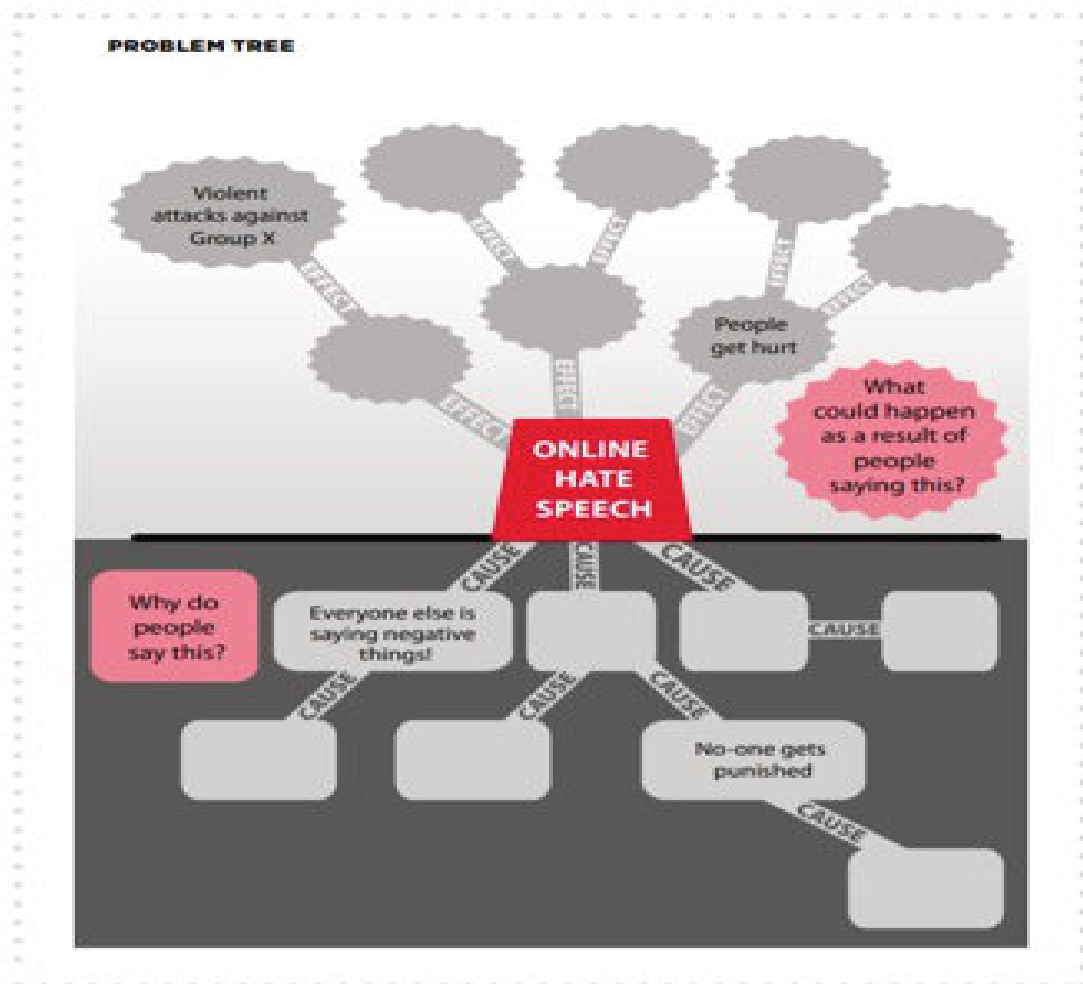 PROBLEM TREE
Violent
attacks against
Group X
EFFECT
EFFECT
EFFECT
EFFECT
EFFECT
People
get hurt
EFFECT
EFFECT
EFFECT
What
could happen
as a result of
people
saying this?
ONLINE
HATE
SPEECH
CAUSE
CAUSE
CAUSE
Why do
people
say this?
Everyone else is
saying negative
things!
CAUSE
CAUSE
CAUSE
CAUSE
No-one gets
punished
CAUSE